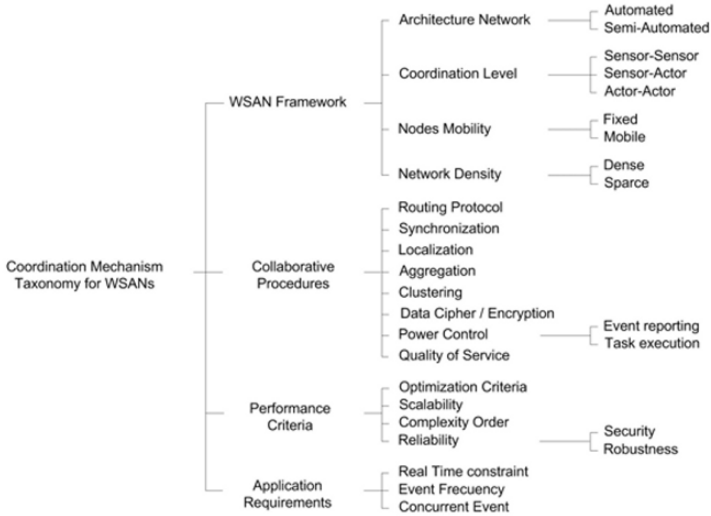 Coordination Mechanism
Taxonomy for WSANs
WSAN Framework
Architecture Network
Automated
Semi-Automated
Coordination Level
Sensor-Sensor
Sensor-Actor
Actor-Actor
Nodes Mobility
Fixed
Mobile
Network Density
Dense
Sparce
Collaborative
Procedures
Routing Protocol
Synchronization
Localization
Aggregation
Clustering
Data Cipher / Encryption
Power Control
Event reporting
Task execution
Quality of Service
Performance
Criteria
Optimization Criteria
Scalability
Complexity Order
Reliability
Security
Robustness
Application
Requirements
Real Time constraint
Event Frecuency
Concurrent Event